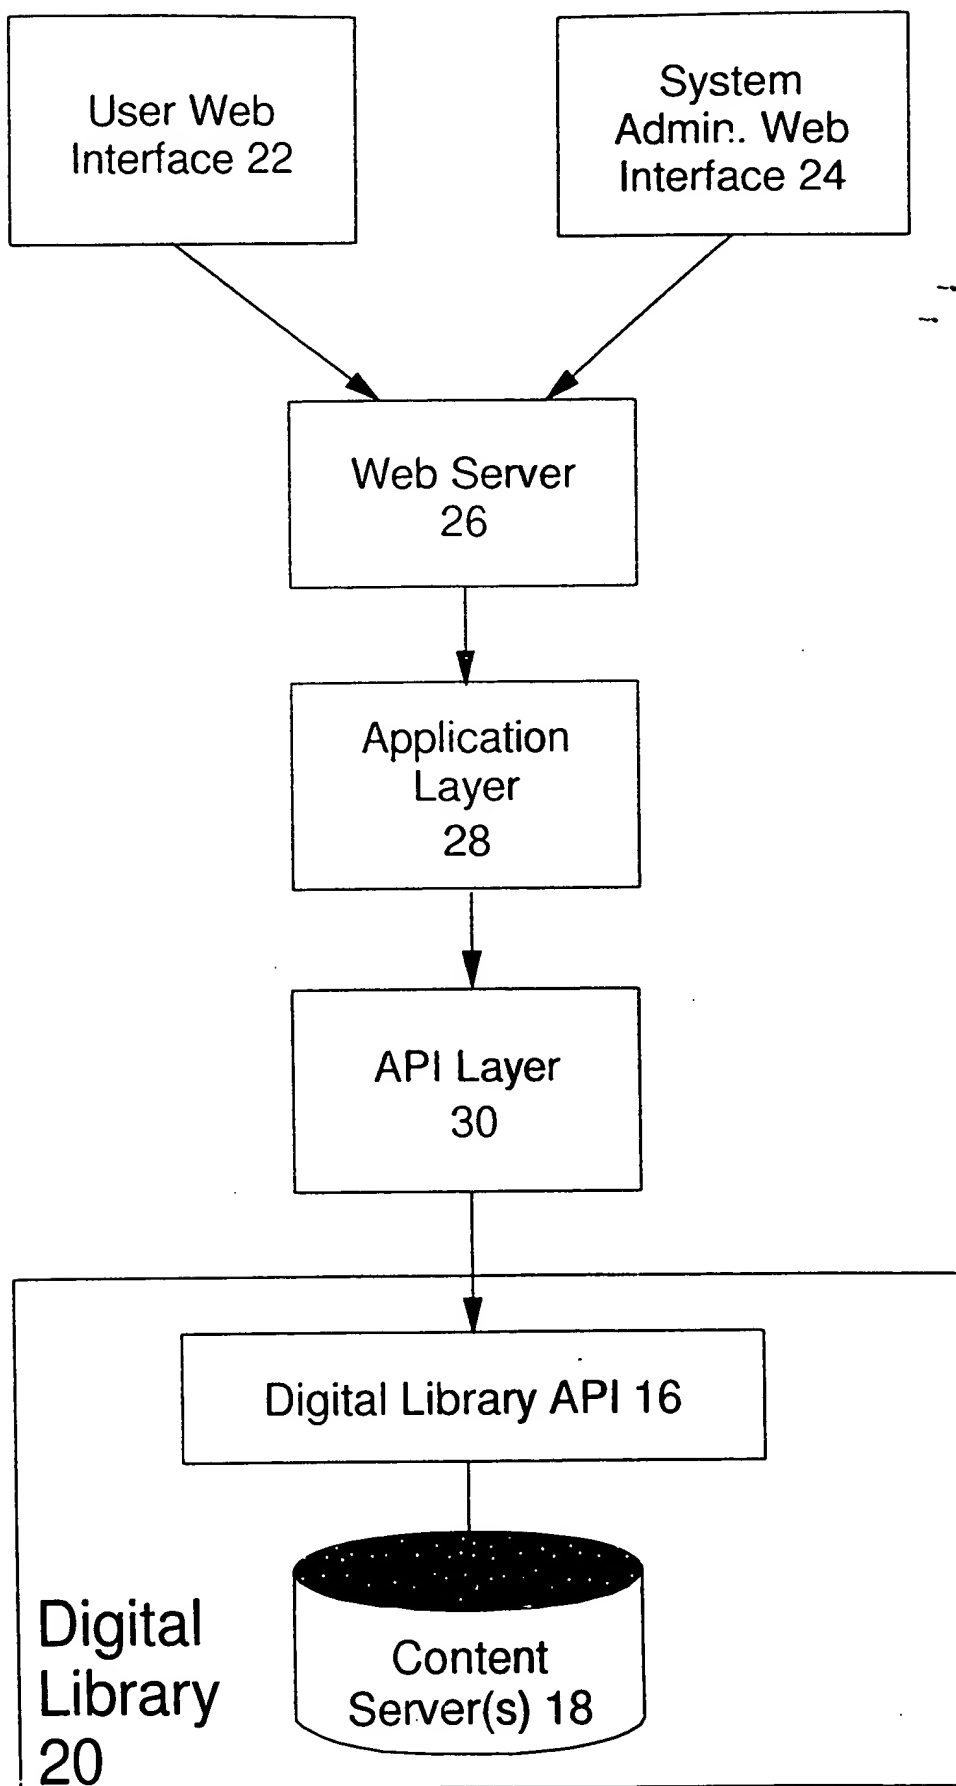 User Web
Interface 22
System
Admin. Web
Interface 24
Web Server
26
Application
Layer
28
API Layer
30
Digital Library API 16
Content
Server(s) 18
Digital
Library
20